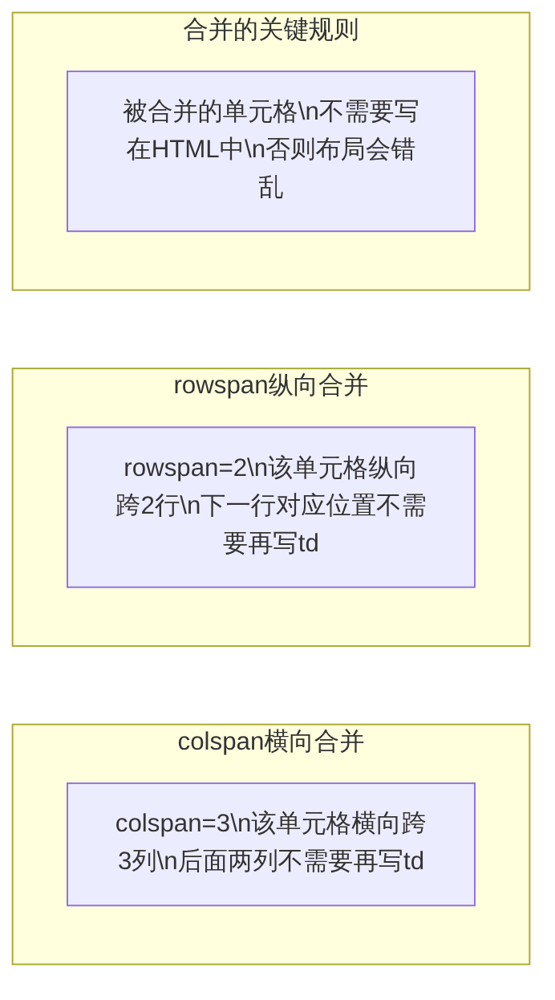 合并的关键规则
被合并的单元格\n不需要写
在HTML中\n否则布局会错
乱
rowspan纵向合并
rowspan=2\n该单元格纵向
跨2行\n下一行对应位置不需
要再写td
colspan横向合并
colspan=3\n该单元格横向跨
3列\n后面两列不需要再写td